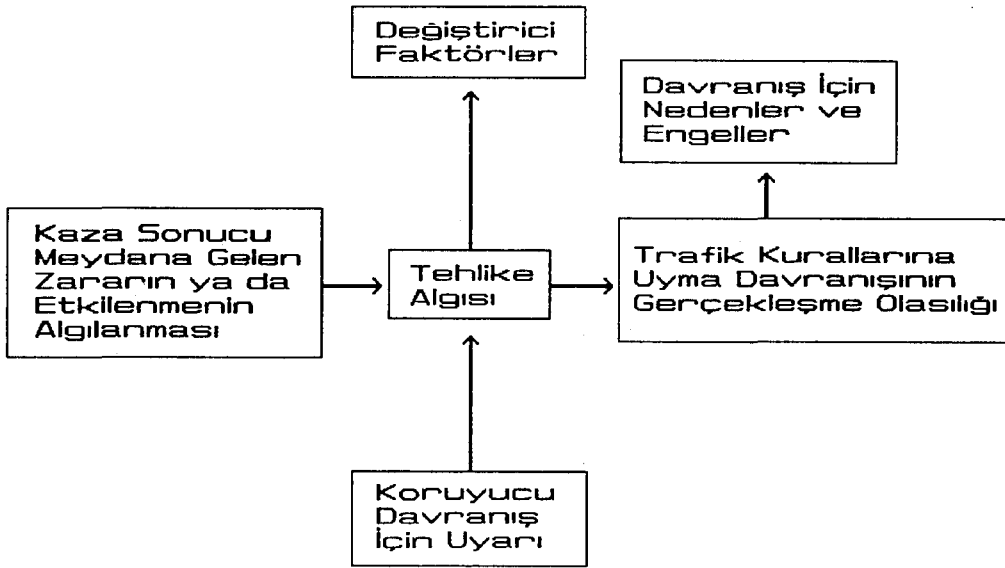 Değiştirici
Faktörler
Davranış İçin
Nedenler ve
Engeller
Kaza Sonucu
Meydana Gelen
Zararın ya da
Etkilenmenin
Algılanması
Tehlike
Algısı
Trafik Kurallarına
Uyma Davranışının
Gerçekleşme Olasılığı
Koruyucu
Davranış
İçin Uyarı